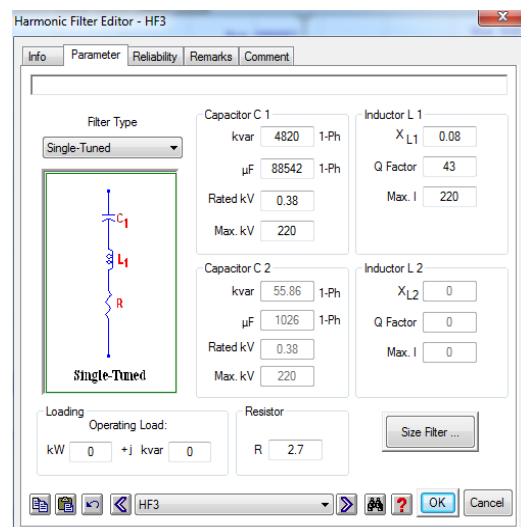 Harmonic Filter Editor - HF3
Info Parameter Reliability Remarks Comment
Filter Type
Single-Tuned
C1
L1
R
Single-Tuned
Capacitor C 1
kvar 4820 1-Ph
µF 88542 1-Ph
Rated kV 0.38
Max. kV 220
Inductor L 1
XL1 0.08
Q Factor 43
Max. I 220
Capacitor C 2
kvar 55.86 1-Ph
µF 1026 1-Ph
Rated kV 0.38
Max. kV 220
Inductor L 2
XL2 0
Q Factor 0
Max. I 0
Loading
Operating Load:
kW 0 +j kvar 0
Resistor
R 2.7
Size Filter ...
HF3 ? OK Cancel